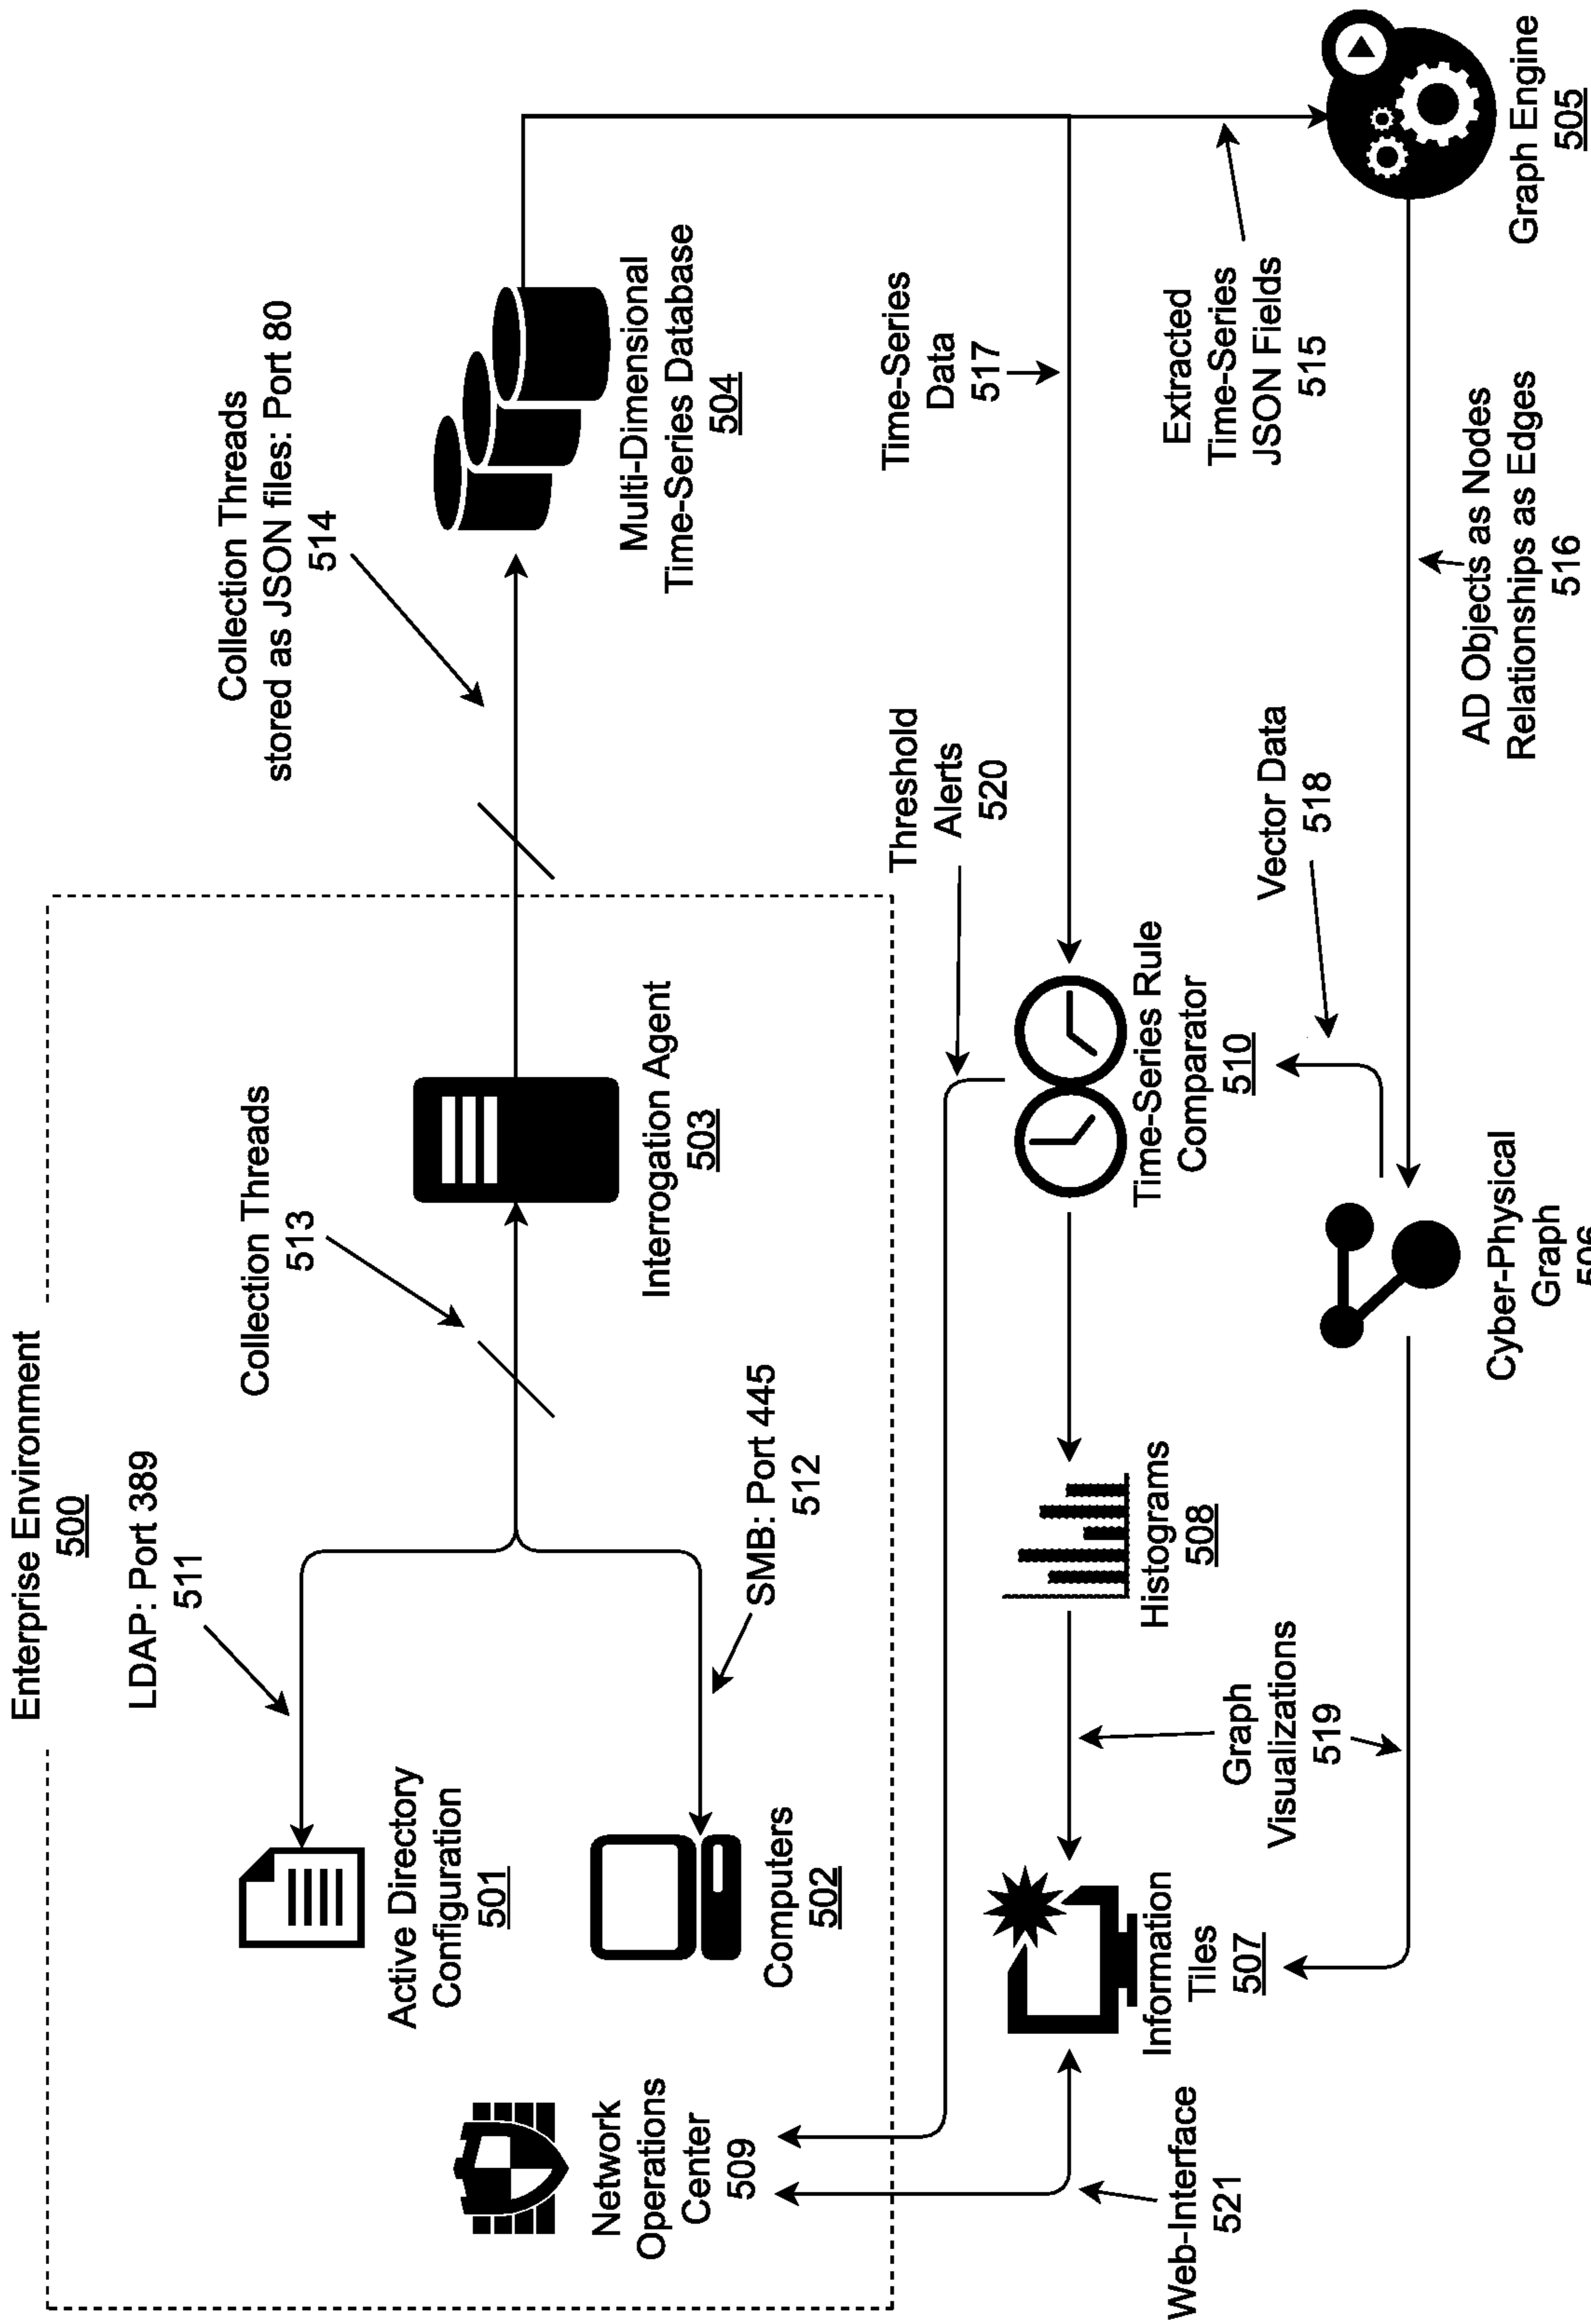 Enterprise Environment
500
LDAP: Port 389
511
Collection Threads
513
Collection Threads
stored as JSON files: Port 80
514
Active Directory
Configuration
501
Interrogation Agent
503
Multi-Dimensional
Time-Series Database
504
SMB: Port 445
512
Computers
502
Network
Operations
Center
509
Threshold
Alerts
520
Time-Series
Data
517
Information
Tiles
507
Histograms
508
Time-Series Rule
Comparator
510
Extracted
Time-Series
JSON Fields
515
Web-Interface
521
Graph
Visualizations
519
Vector Data
518
Cyber-Physical
Graph
506
AD Objects as Nodes
Relationships as Edges
516
Graph Engine
505